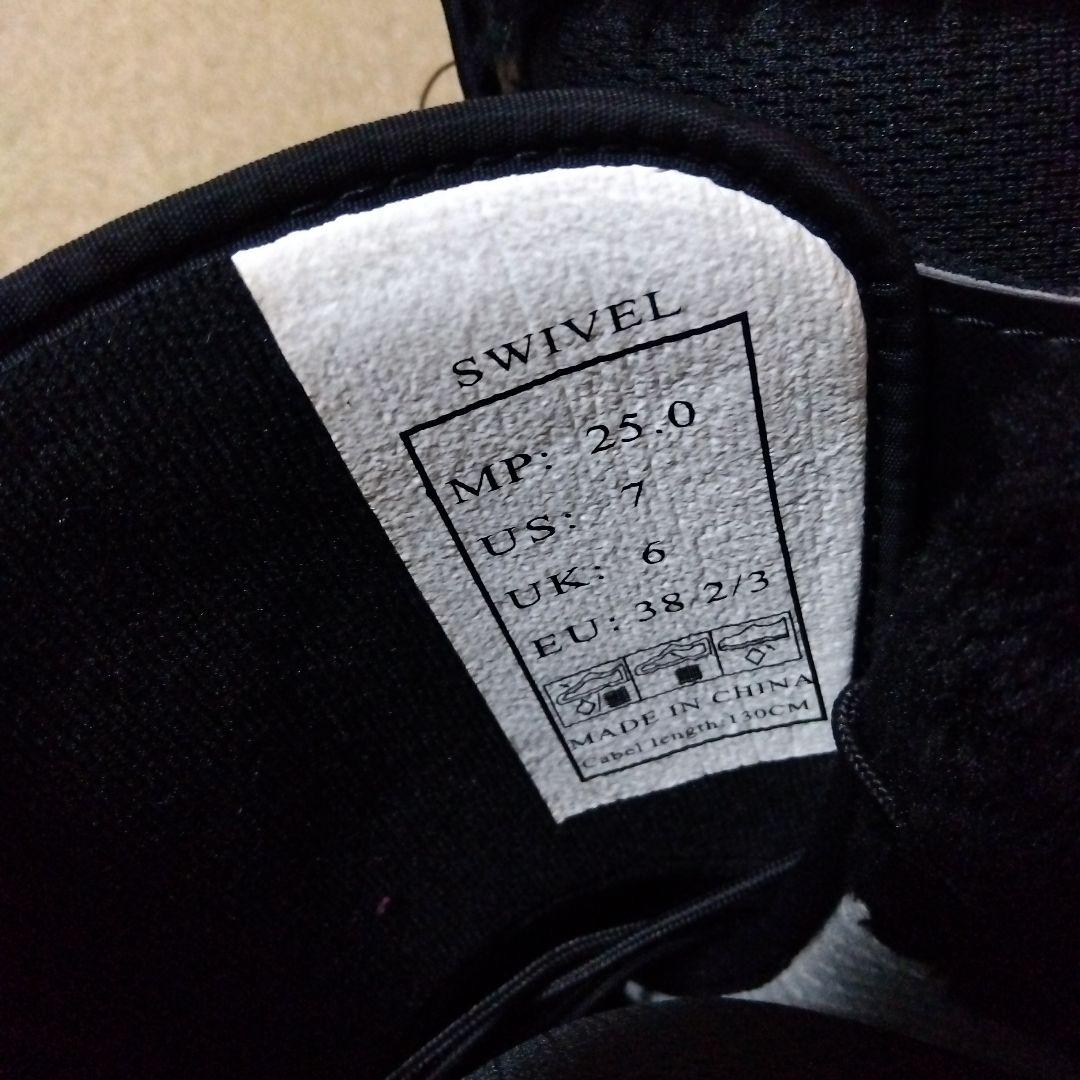 SWIVEL
MP: 25.0
US: 7
UK: 6
EU: 38 2/3
MADE IN CHINA
Cabel length 130CM